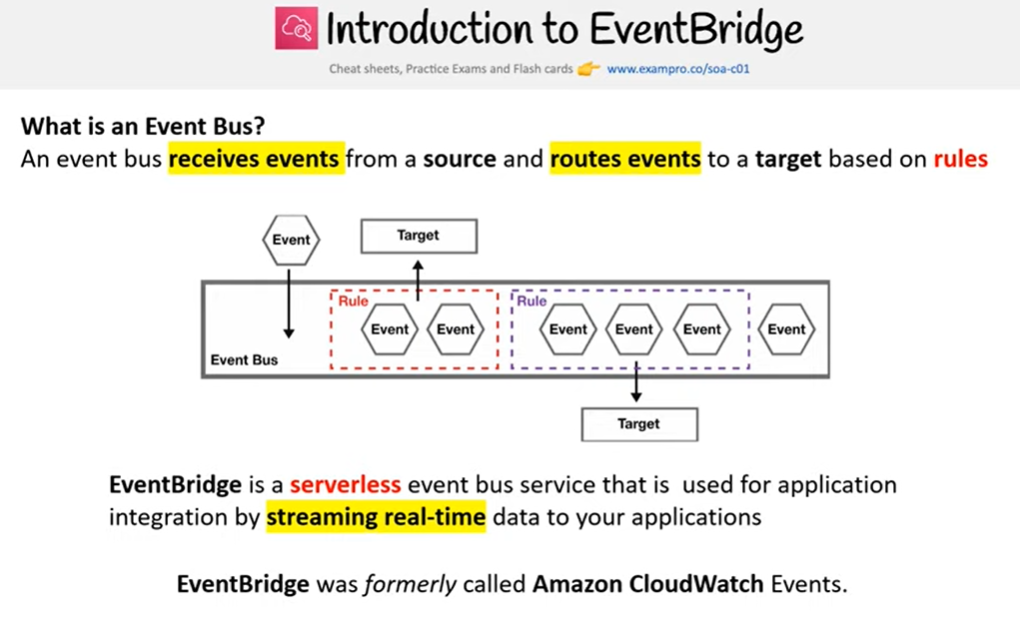 Introduction to EventBridge
Cheat sheets, Practice Exams and Flash cards 👉 www.exampro.co/soa-c01
What is an Event Bus?
An event bus receives events from a source and routes events to a target based on rules
Event
Target
Rule
Event
Event
Rule
Event
Event
Event
Event
Event Bus
Target
EventBridge is a serverless event bus service that is used for application
integration by streaming real-time data to your applications
EventBridge was formerly called Amazon CloudWatch Events.